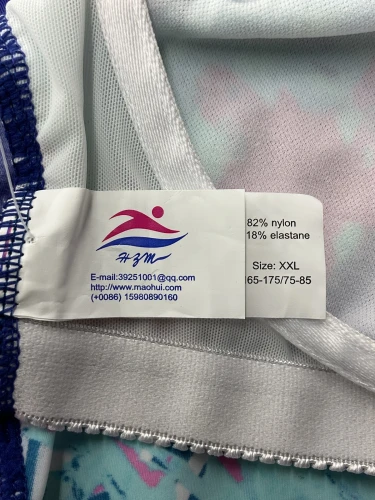 HZM
E-mail:39251001@qq.com
http://www.maohui.com
(+0086) 15980890160
82% nylon
18% elastane
Size: XXL
65-175/75-85